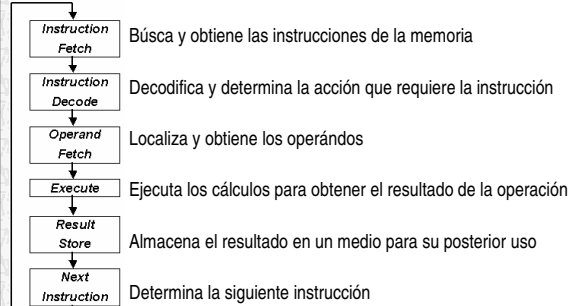 Instruction
Fetch
Búsca y obtiene las instrucciones de la memoria
Instruction
Decode
Decodifica y determina la acción que requiere la instrucción
Operand
Fetch
Localiza y obtiene los operándos
Execute
Ejecuta los cálculos para obtener el resultado de la operación
Result
Store
Almacena el resultado en un medio para su posterior uso
Next
Instruction
Determina la siguiente instrucción